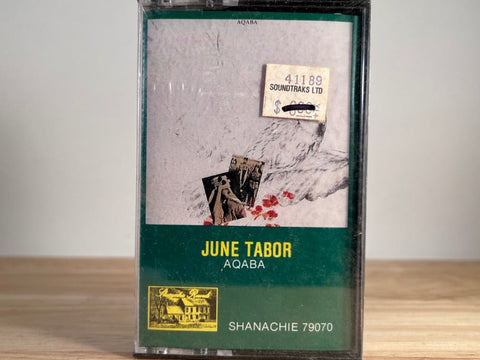 AQABA
41189
SOUNDTRAKS LTD
$
JUNE TABOR
AQABA
SHANACHIE 79070